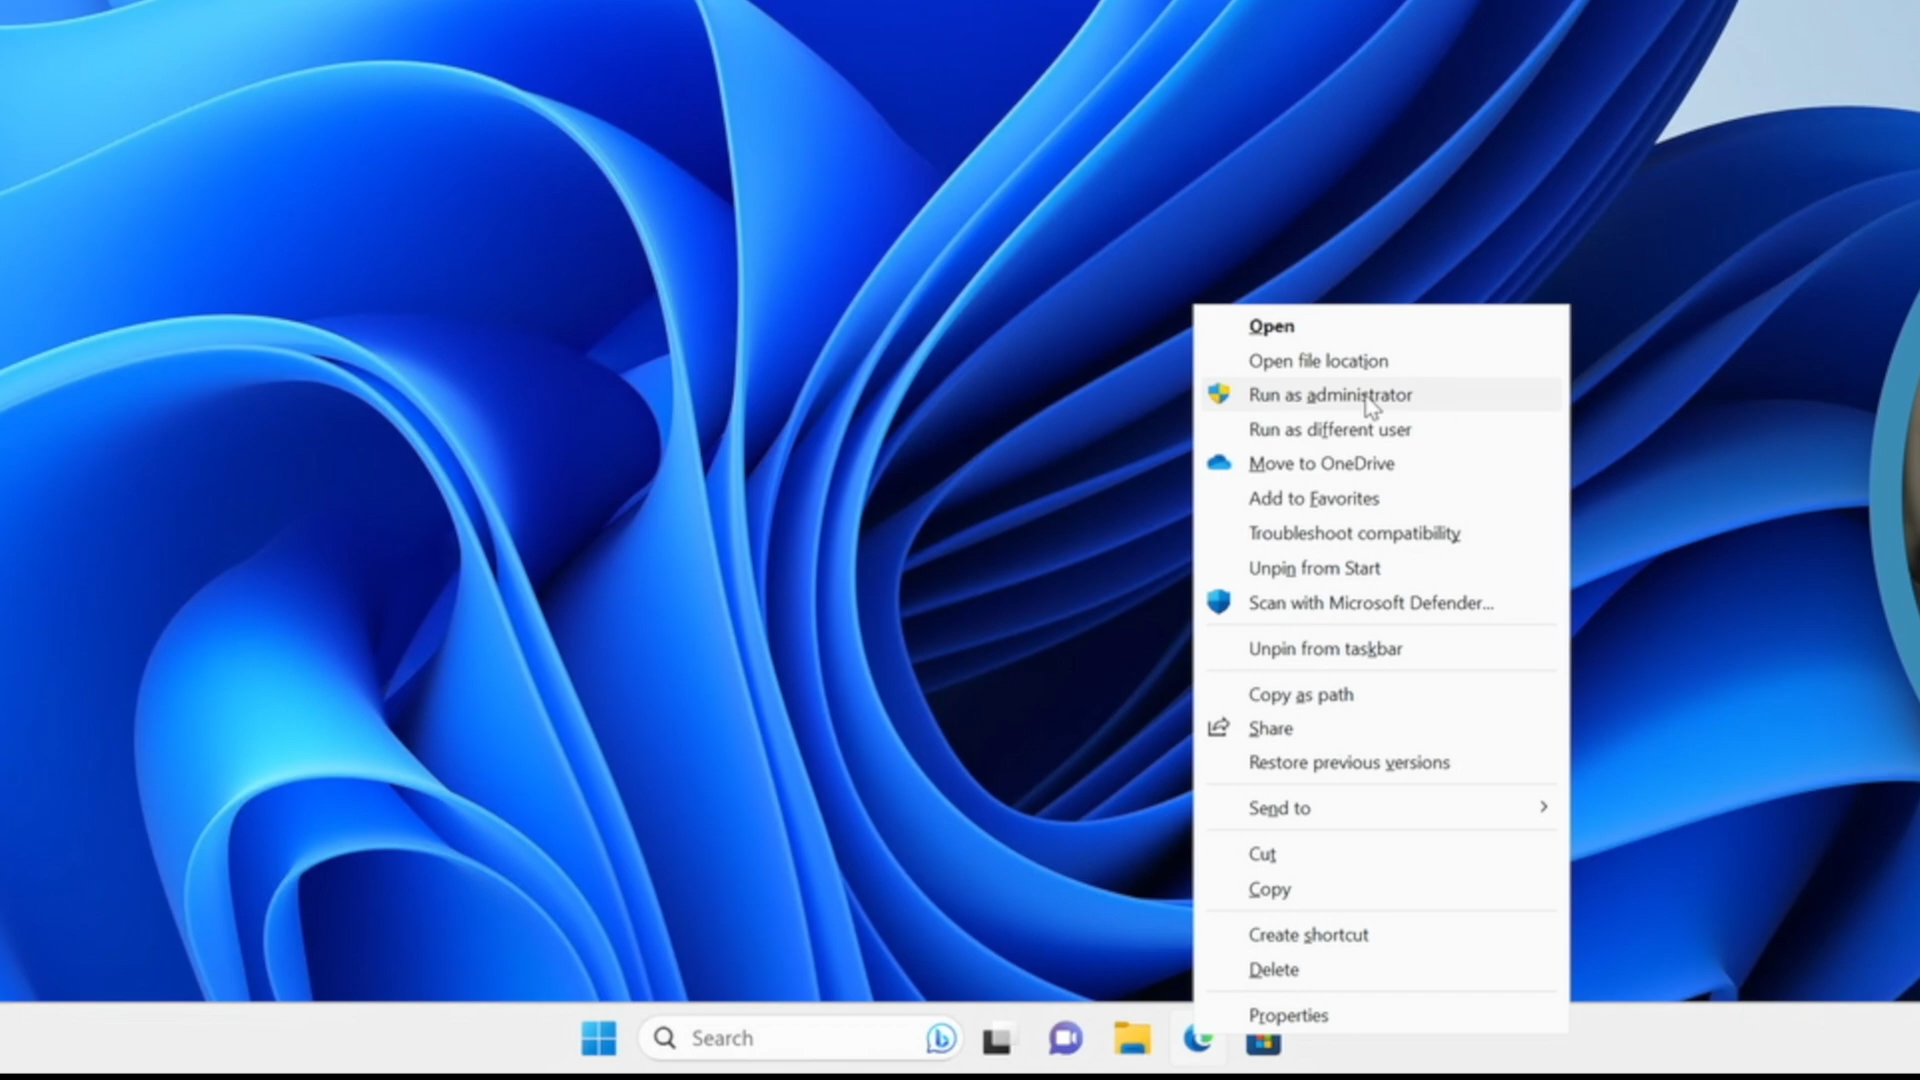 Open
Open file location
Run as administrator
Run as different user
Move to OneDrive
Add to Favorites
Troubleshoot compatibility
Unpin from Start
Scan with Microsoft Defender...
Unpin from taskbar
Copy as path
Share
Restore previous versions
Send to
Cut
Copy
Create shortcut
Delete
Properties
Search